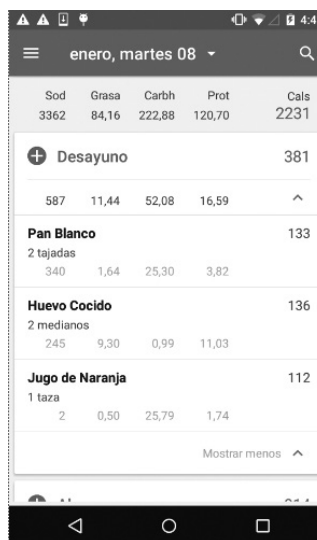 4:4
enero, martes 08
Sod Grasa Carbh Prot Cals
3362 84,16 222,88 120,70 2231
Desayuno 381
587 11,44 52,08 16,59
Pan Blanco 133
2 tajadas
340 1,64 25,30 3,82
Huevo Cocido 136
2 medianos
245 9,30 0,99 11,03
Jugo de Naranja 112
1 taza
2 0,50 25,79 1,74
Mostrar menos